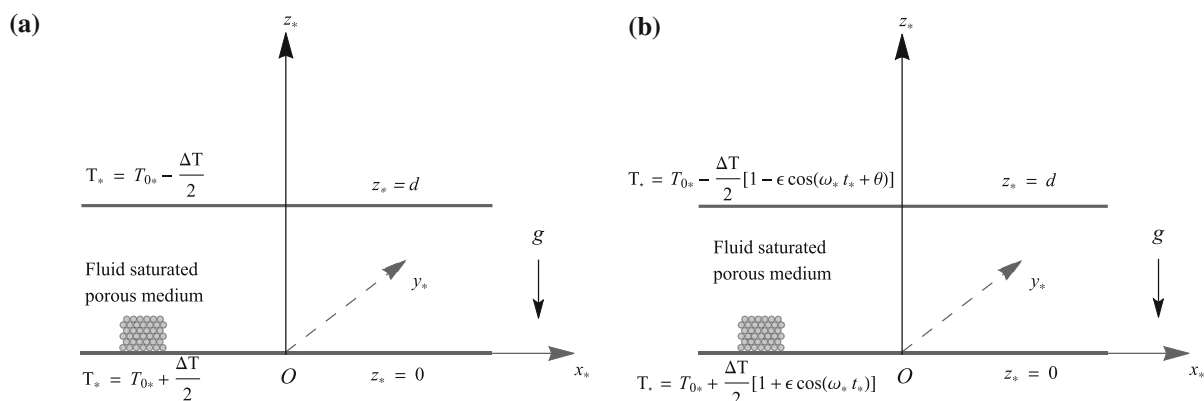 (a)
z*
T* = T0* − ΔT/2
z* = d
g
Fluid saturated
porous medium
y*
T* = T0* + ΔT/2
O
z* = 0
x*
(b)
z*
T* = T0* − ΔT/2 [1 − ϵ cos(ω* t* + θ)]
z* = d
g
Fluid saturated
porous medium
y*
T* = T0* + ΔT/2 [1 + ϵ cos(ω* t*)]
O
z* = 0
x*